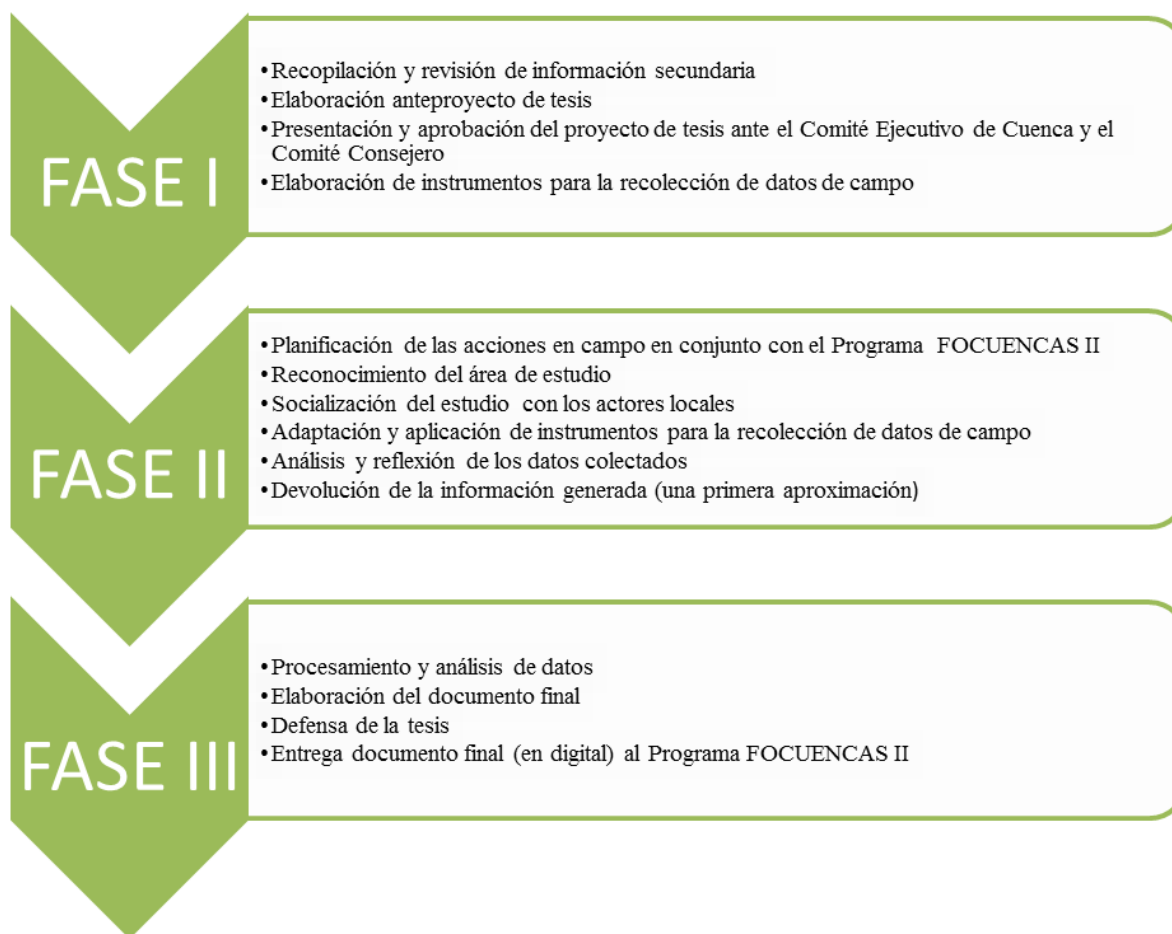 FASE I
•Recopilación y revisión de información secundaria
•Elaboración anteproyecto de tesis
•Presentación y aprobación del proyecto de tesis ante el Comité Ejecutivo de Cuenca y el
Comité Consejero
•Elaboración de instrumentos para la recolección de datos de campo
FASE II
•Planificación de las acciones en campo en conjunto con el Programa FOCUENCAS II
•Reconocimiento del área de estudio
•Socialización del estudio con los actores locales
•Adaptación y aplicación de instrumentos para la recolección de datos de campo
•Análisis y reflexión de los datos colectados
•Devolución de la información generada (una primera aproximación)
FASE III
•Procesamiento y análisis de datos
•Elaboración del documento final
•Defensa de la tesis
•Entrega documento final (en digital) al Programa FOCUENCAS II